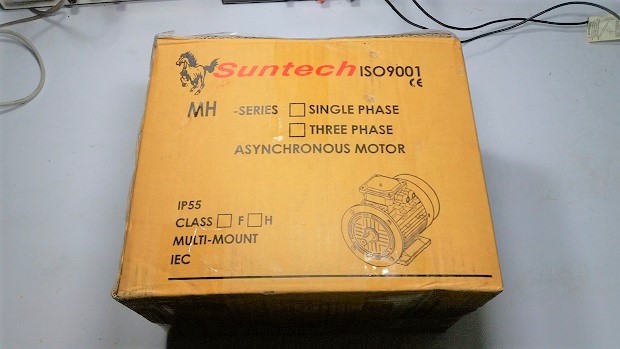 Suntech ISO9001
CE
MH -SERIES SINGLE PHASE
THREE PHASE
ASYNCHRONOUS MOTOR
IP55
CLASS F H
MULTI-MOUNT
IEC